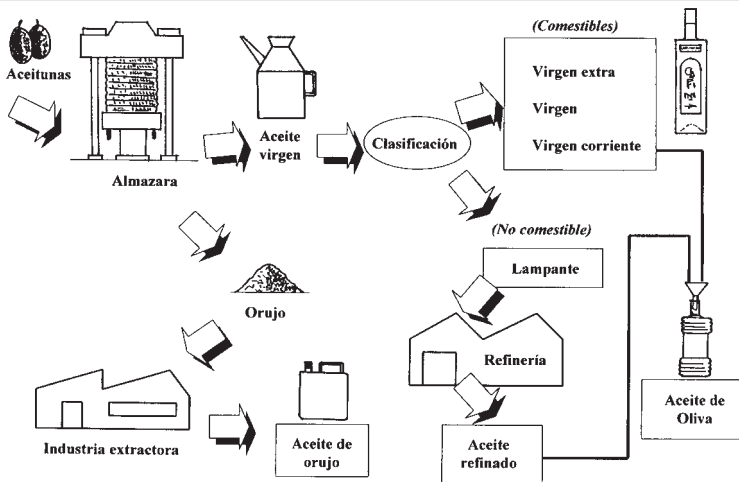 Aceitunas
Almazara
Aceite
virgen
Clasificación
(Comestibles)
Virgen extra
Virgen
Virgen corriente
(No comestible)
Lampante
Orujo
Refinería
Industria extractora
Aceite de
orujo
Aceite
refinado
Aceite de
Oliva